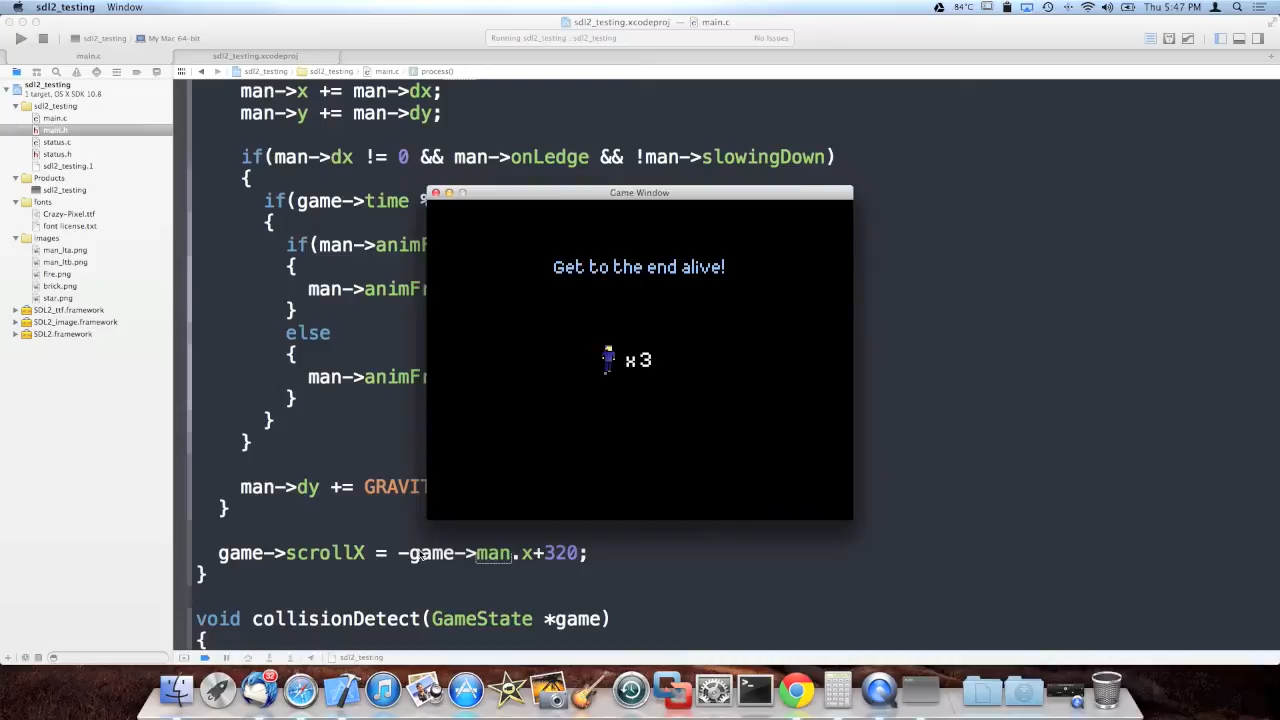 sdl2_testing Window 84°C Thu 5:47 PM
sdl2_testing.xcodeproj — main.c
sdl2_testing My Mac 64-bit Running sdl2_testing : sdl2_testing No Issues
main.c sdl2_testing.xcodeproj
sdl2_testing sdl2_testing main.c process()
sdl2_testing
1 target, OS X SDK 10.8
sdl2_testing
main.c
main.h
status.c
status.h
sdl2_testing.1
Products
sdl2_testing
fonts
Crazy-Pixel.ttf
font license.txt
images
man_lta.png
man_ltb.png
fire.png
brick.png
star.png
SDL2_ttf.framework
SDL2_image.framework
SDL2.framework
man->x += man->dx;
man->y += man->dy;
if(man->dx != 0 && man->onLedge && !man->slowingDown)
{
if(game->time %
{
if(man->animF
{
man->animFr
}
else
{
man->animFr
}
}
}
man->dy += GRAVIT
}
game->scrollX = -game->man.x+320;
}
void collisionDetect(GameState *game)
{
Game Window
Get to the end alive!
x3
sdl2_testing
32